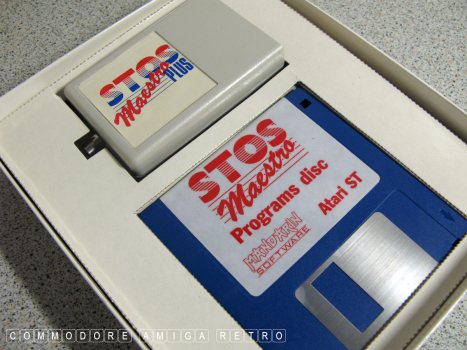 STOS
Maestro
PLUS
STOS
Maestro
Programs disc
Atari ST
MANDARIN
SOFTWARE
COMMODORE AMIGA RETRO